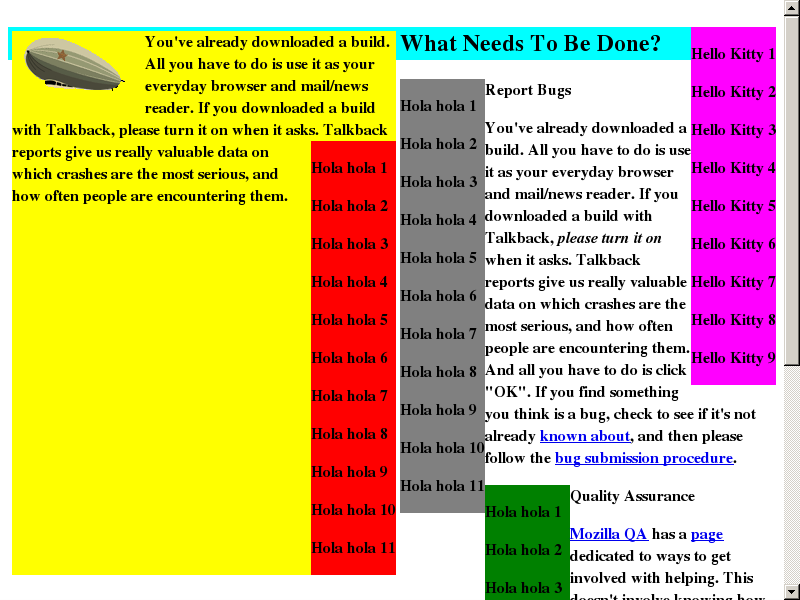 You've already downloaded a build.
All you have to do is use it as your
everyday browser and mail/news
reader. If you downloaded a build
with Talkback, please turn it on when it asks. Talkback
reports give us really valuable data on
which crashes are the most serious, and
how often people are encountering them.
Hola hola 1
Hola hola 2
Hola hola 3
Hola hola 4
Hola hola 5
Hola hola 6
Hola hola 7
Hola hola 8
Hola hola 9
Hola hola 10
Hola hola 11
What Needs To Be Done?
Hola hola 1
Hola hola 2
Hola hola 3
Hola hola 4
Hola hola 5
Hola hola 6
Hola hola 7
Hola hola 8
Hola hola 9
Hola hola 10
Hola hola 11
Report Bugs
You've already downloaded a
build. All you have to do is use
it as your everyday browser
and mail/news reader. If you
downloaded a build with
Talkback, please turn it on
when it asks. Talkback
reports give us really valuable
data on which crashes are the
most serious, and how often
people are encountering them.
And all you have to do is click
"OK". If you find something
you think is a bug, check to see if it's not
already known about, and then please
follow the bug submission procedure.
Hello Kitty 1
Hello Kitty 2
Hello Kitty 3
Hello Kitty 4
Hello Kitty 5
Hello Kitty 6
Hello Kitty 7
Hello Kitty 8
Hello Kitty 9
Hola hola 1
Hola hola 2
Hola hola 3
Quality Assurance
Mozilla QA has a page
dedicated to ways to get
involved with helping. This
doesn't involve knowing how